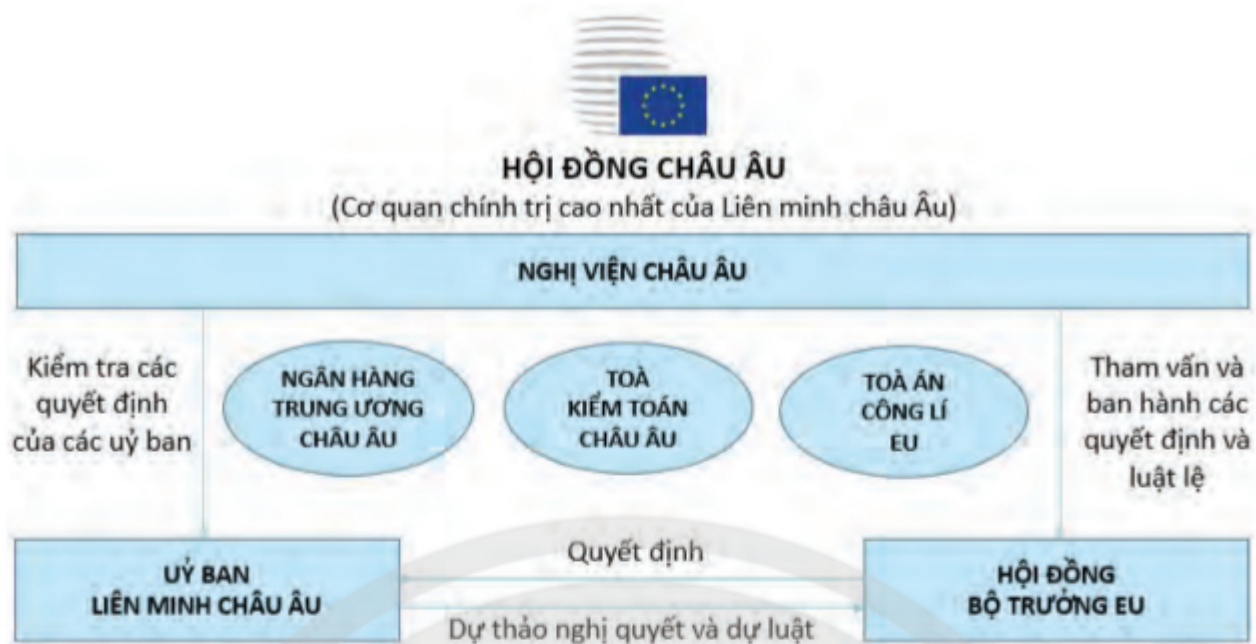 HỘI ĐỒNG CHÂU ÂU
(Cơ quan chính trị cao nhất của Liên minh châu Âu)
NGHỊ VIỆN CHÂU ÂU
Kiểm tra các
quyết định
của các uỷ ban
NGÂN HÀNG
TRUNG ƯƠNG
CHÂU ÂU
TOÀ
KIỂM TOÁN
CHÂU ÂU
TOÀ ÁN
CÔNG LÍ
EU
Tham vấn và
ban hành các
quyết định và
luật lệ
UỶ BAN
LIÊN MINH CHÂU ÂU
Quyết định
Dự thảo nghị quyết và dự luật
HỘI ĐỒNG
BỘ TRƯỞNG EU